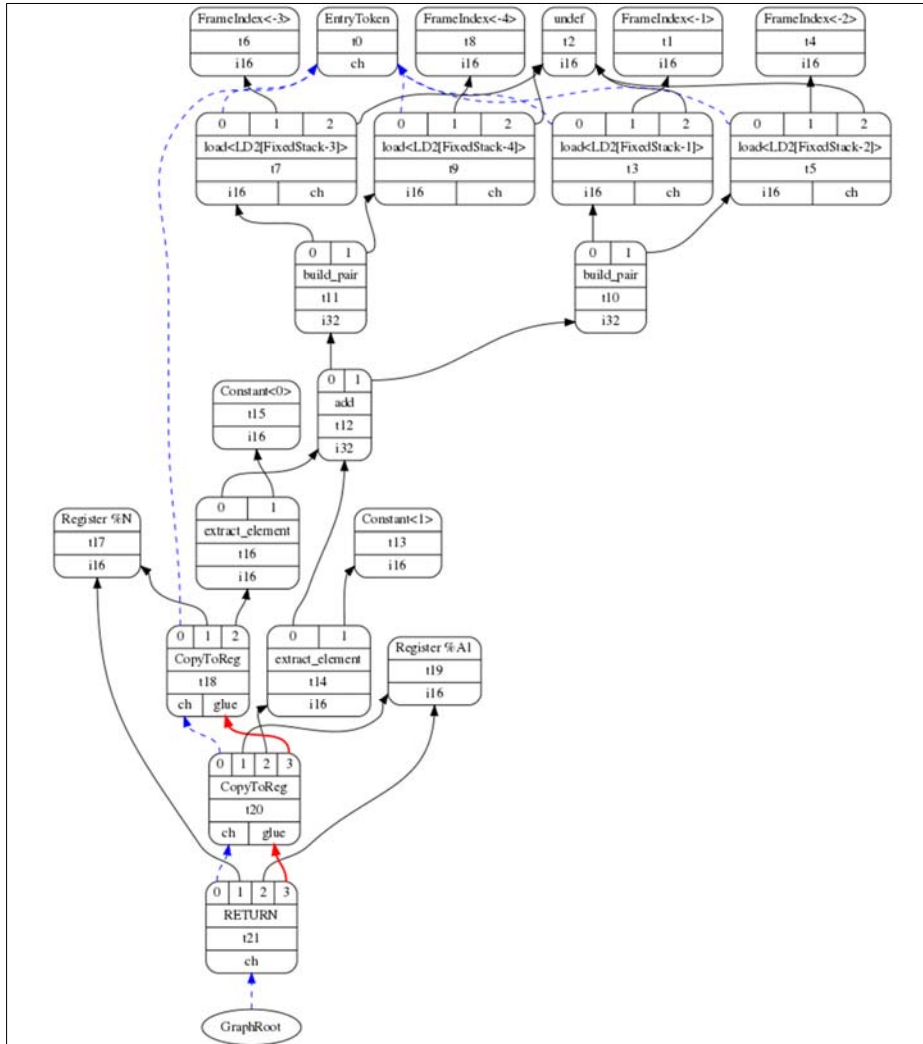 FrameIndex<-3>
t6
i16
EntryToken
t0
ch
FrameIndex<-4>
t8
i16
undef
t2
i16
FrameIndex<-1>
t1
i16
FrameIndex<-2>
t4
i16
0 1 2
load<LD2[FixedStack-3]>
t7
i16 ch
0 1 2
load<LD2[FixedStack-4]>
t9
i16 ch
0 1 2
load<LD2[FixedStack-1]>
t3
i16 ch
0 1 2
load<LD2[FixedStack-2]>
t5
i16 ch
0 1
build_pair
t11
i32
0 1
build_pair
t10
i32
0 1
add
t12
i32
Constant<0>
t15
i16
Register %N
t17
i16
0 1
extract_element
t16
i16
Constant<1>
t13
i16
0 1 2
CopyToReg
t18
ch glue
0 1
extract_element
t14
i16
Register %A1
t19
i16
0 1 2 3
CopyToReg
t20
ch glue
0 1 2 3
RETURN
t21
ch
GraphRoot